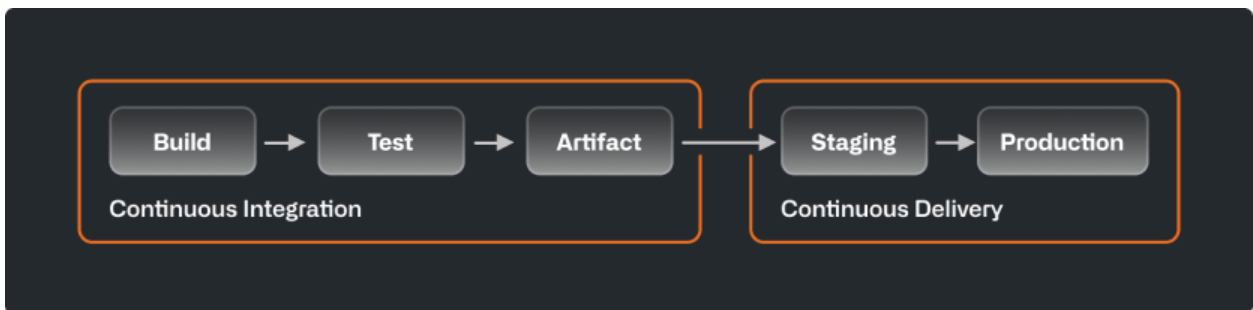 Build
Test
Artifact
Continuous Integration
Staging
Production
Continuous Delivery